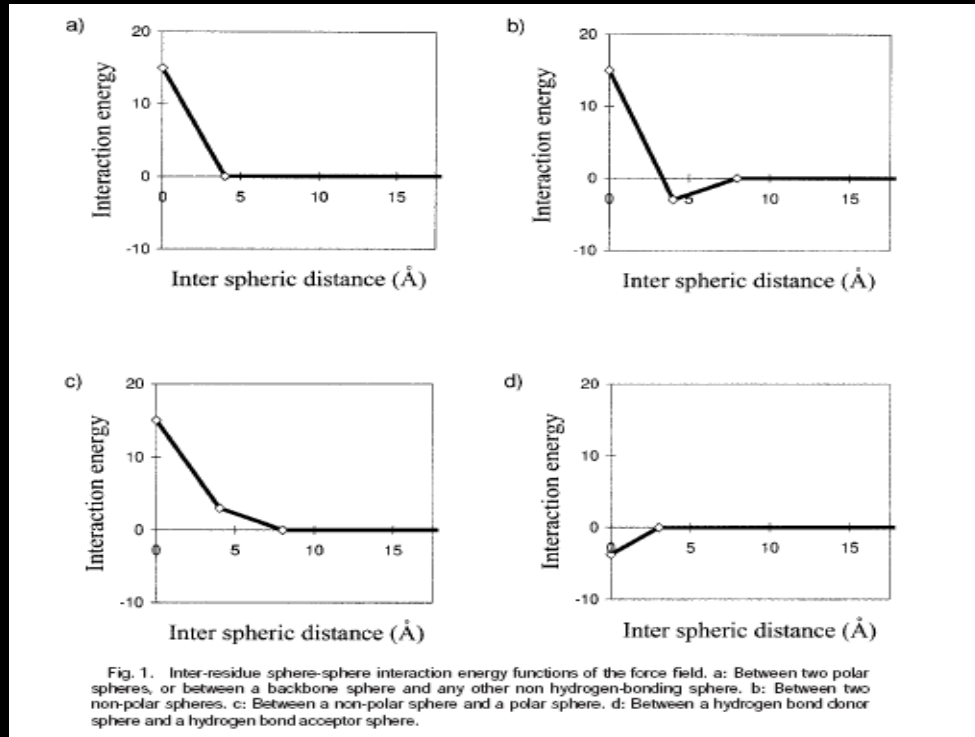 a)
20
10
0
-10
0
5
10
15
Interaction energy
Inter spheric distance (Å)
b)
20
10
0
-10
0
5
10
15
Interaction energy
Inter spheric distance (Å)
c)
20
10
0
-10
0
5
10
15
Interaction energy
Inter spheric distance (Å)
d)
20
10
0
-10
0
5
10
15
Interaction energy
Inter spheric distance (Å)
Fig. 1. Inter-residue sphere-sphere interaction energy functions of the force field. a: Between two polar
spheres, or between a backbone sphere and any other non hydrogen-bonding sphere. b: Between two
non-polar spheres. c: Between a non-polar sphere and a polar sphere. d: Between a hydrogen bond donor
sphere and a hydrogen bond acceptor sphere.